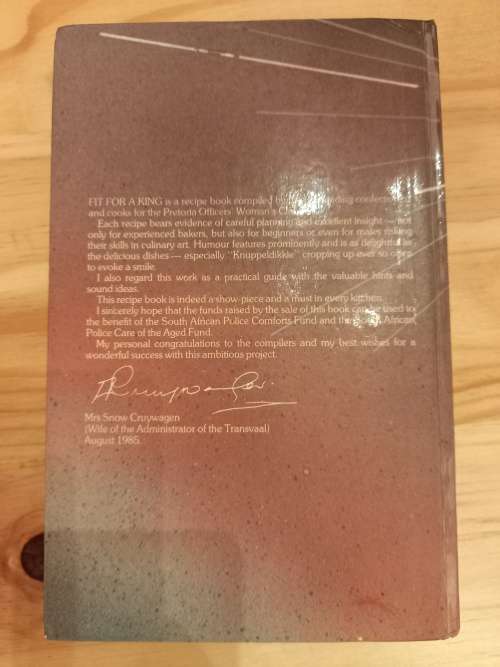 FIT FOR A KING is a recipe book compiled by
and cooks for the Pretoria Officers' Woman's
Each recipe bears evidence of careful planning and excellent insight — not
only for experienced bakers, but also for beginners or even for males risking
their skills in culinary art. Humour features prominently and is as delightful as
the delicious dishes — especially "Knuppeldikkie" cropping up ever so often
to evoke a smile.
I also regard this work as a practical guide with the valuable hints and
sound ideas.
This recipe book is indeed a show-piece and a must in every kitchen.
I sincerely hope that the funds raised by the sale of this book can be used to
the benefit of the South African Police Comforts Fund and the South African
Police Care of the Aged Fund.
My personal congratulations to the compilers and my best wishes for a
wonderful success with this ambitious project.
Mrs Snow Cruywagen
(Wife of the Administrator of the Transvaal)
August 1985.